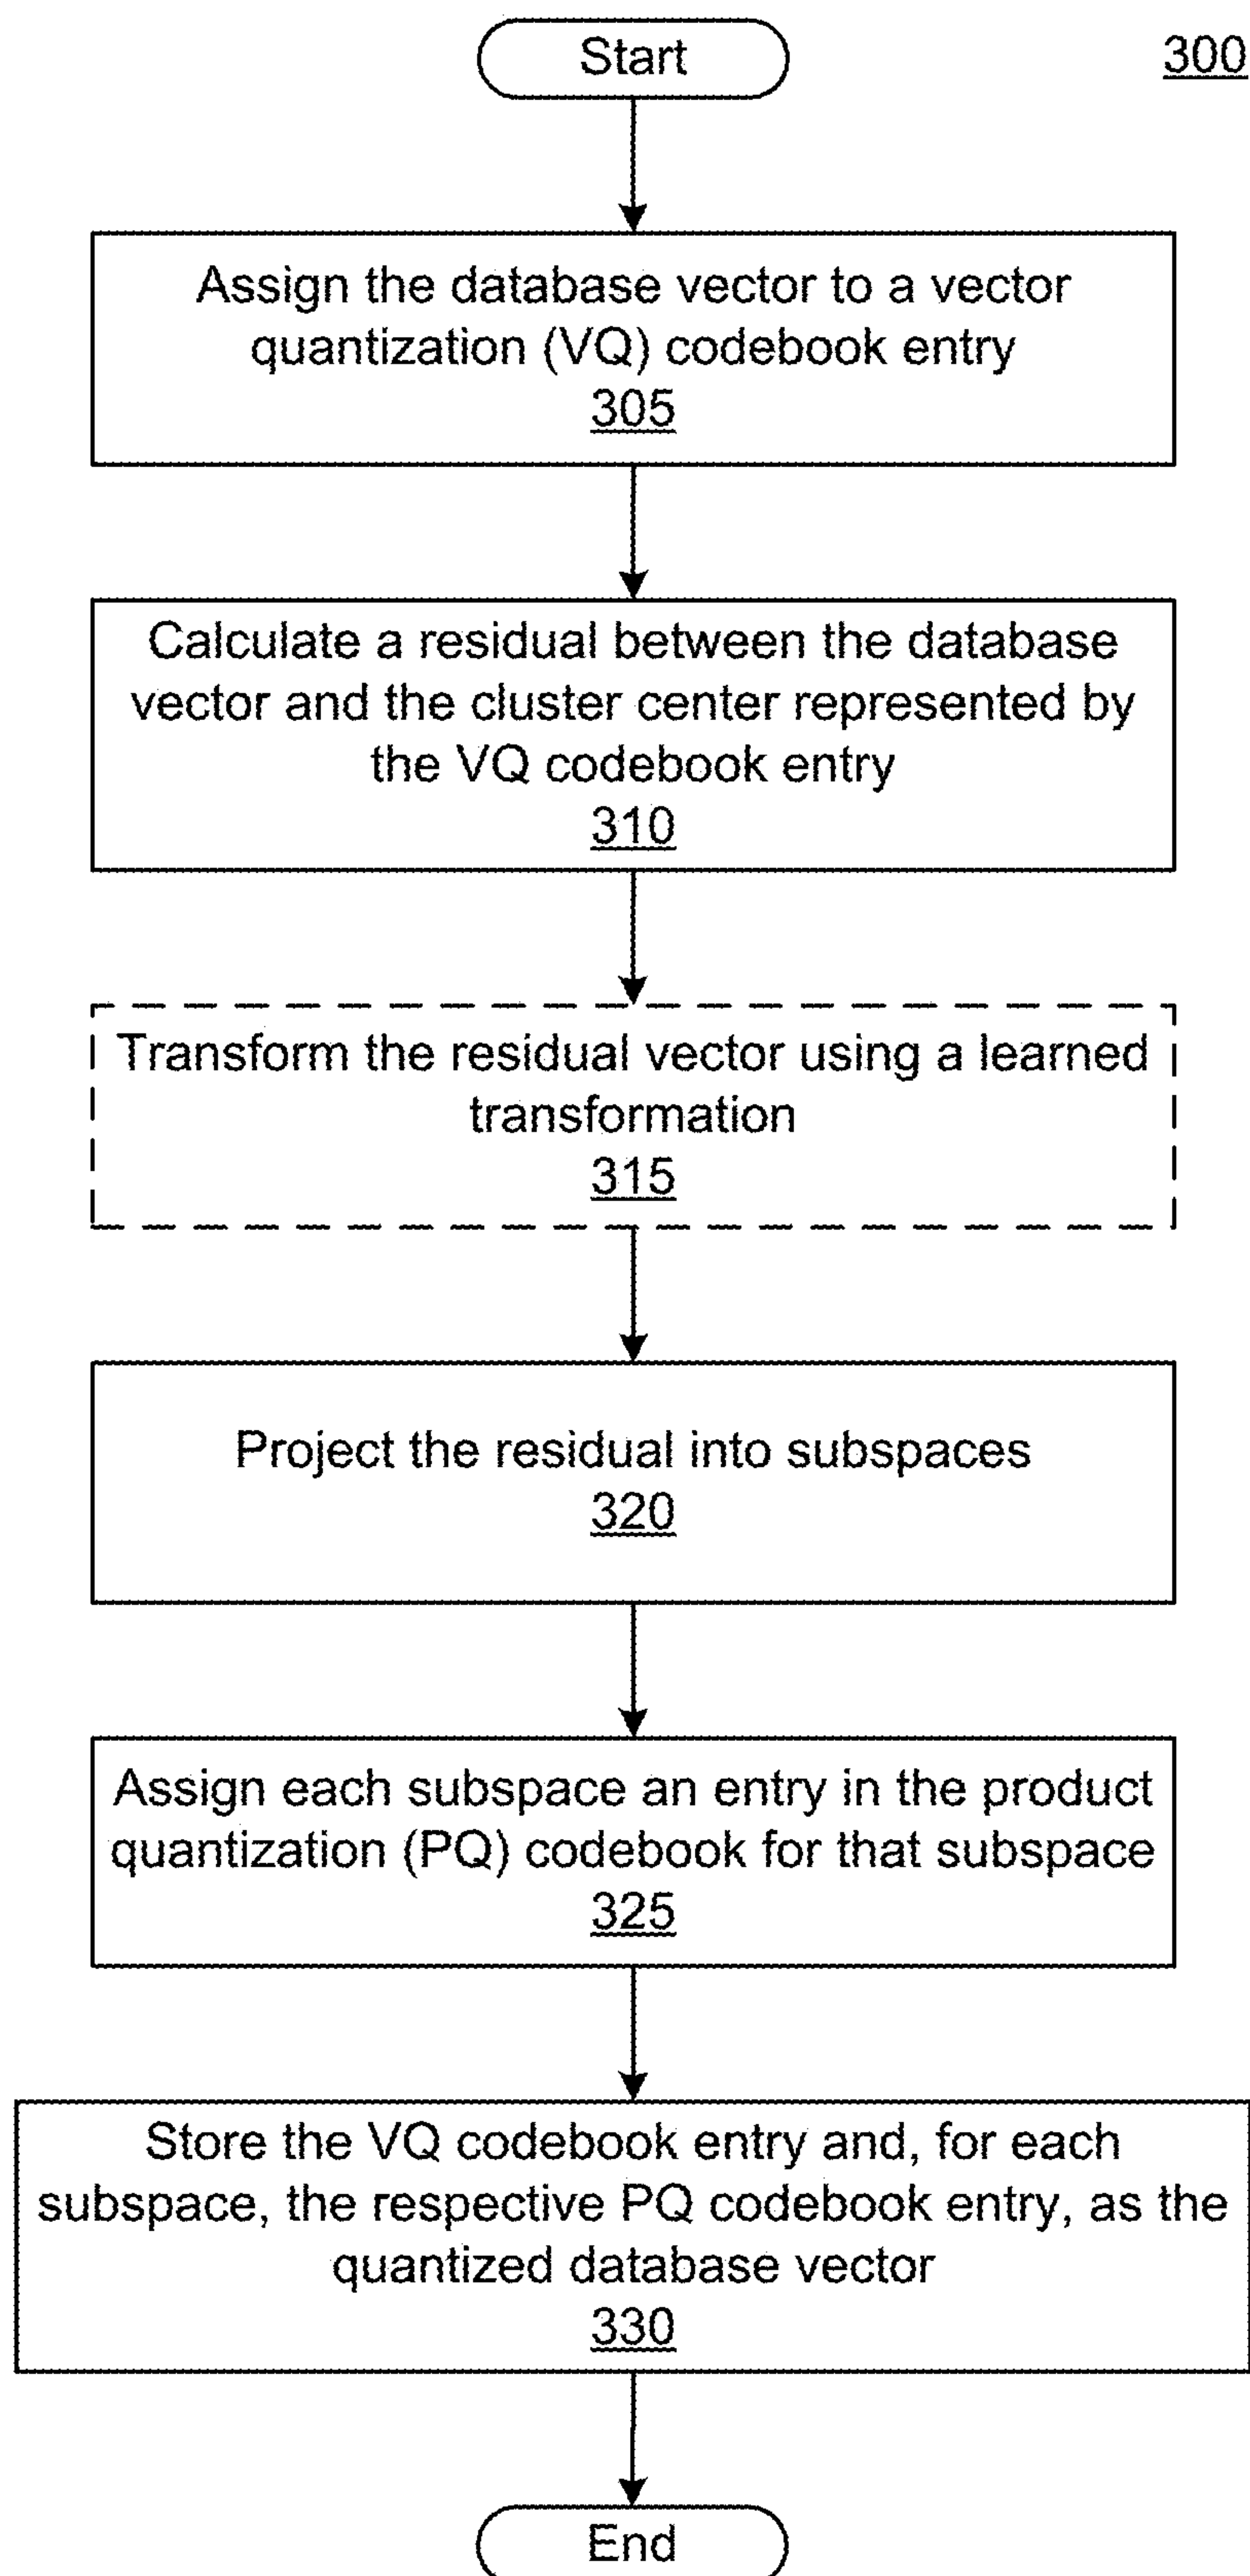 Start
300
Assign the database vector to a vector
quantization (VQ) codebook entry
305
Calculate a residual between the database
vector and the cluster center represented by
the VQ codebook entry
310
Transform the residual vector using a learned
transformation
315
Project the residual into subspaces
320
Assign each subspace an entry in the product
quantization (PQ) codebook for that subspace
325
Store the VQ codebook entry and, for each
subspace, the respective PQ codebook entry, as the
quantized database vector
330
End